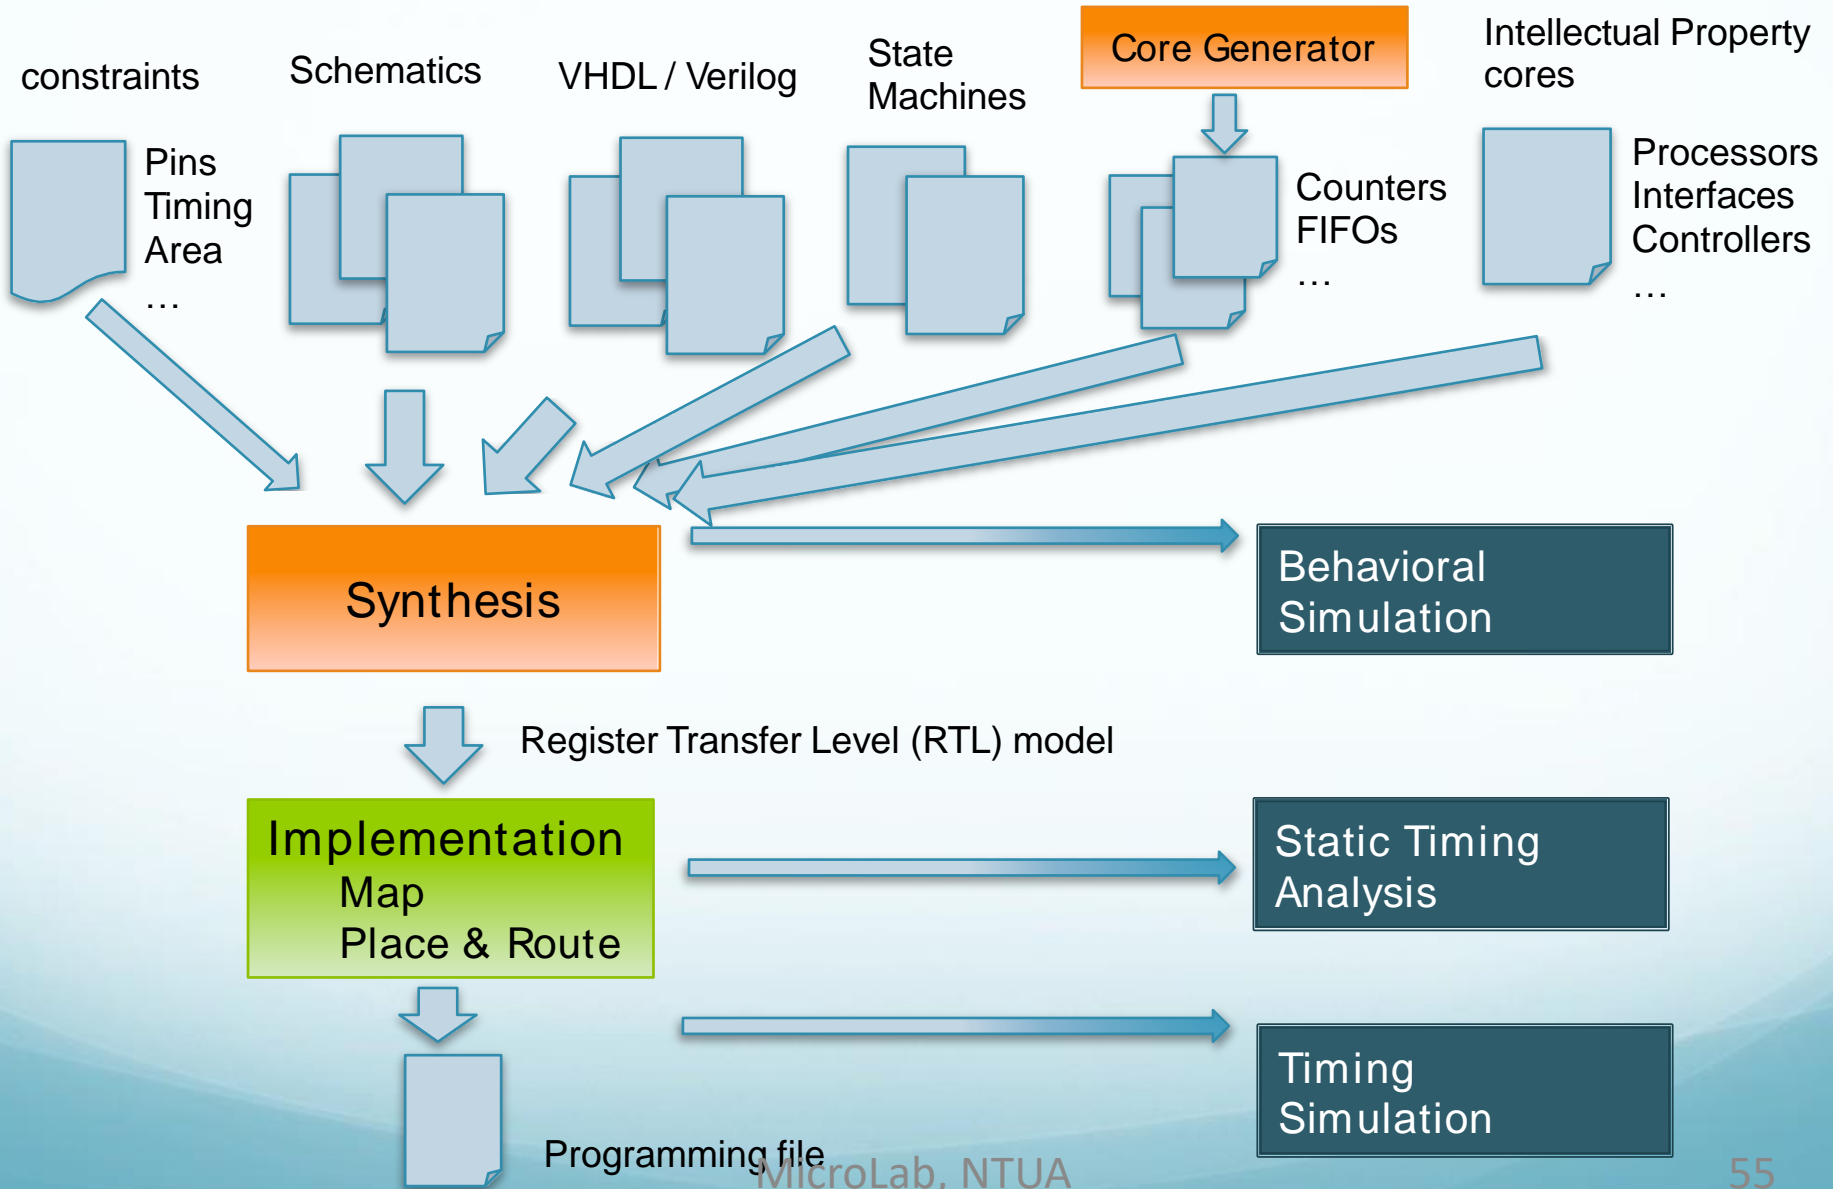 constraints
Schematics
VHDL / Verilog
State
Machines
Core Generator
Intellectual Property
cores
Pins
Timing
Area
…
Counters
FIFOs
…
Processors
Interfaces
Controllers
…
Synthesis
Behavioral
Simulation
Register Transfer Level (RTL) model
Implementation
Map
Place & Route
Static Timing
Analysis
Timing
Simulation
Programming file
MicroLab, NTUA
55